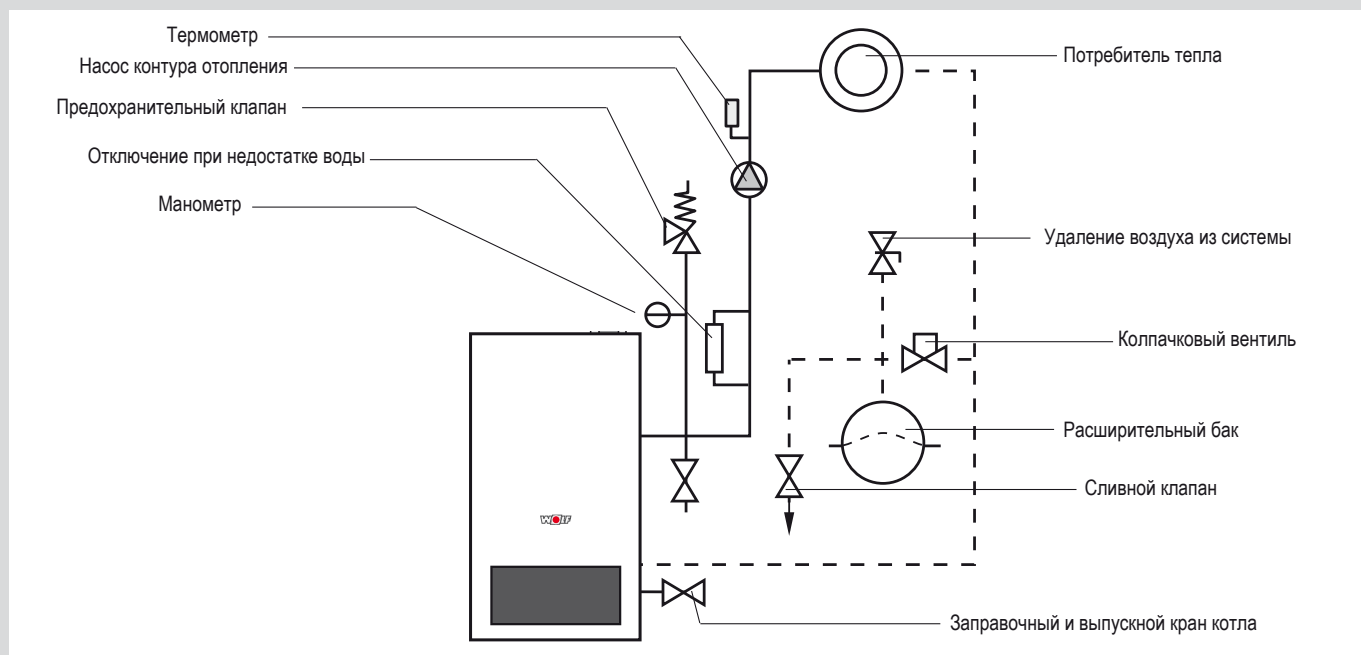 Термометр
Насос контура отопления
Предохранительный клапан
Отключение при недостатке воды
Манометр
Потребитель тепла
Удаление воздуха из системы
Колпачковый вентиль
Расширительный бак
Сливной клапан
WOLF
Заправочный и выпускной кран котла